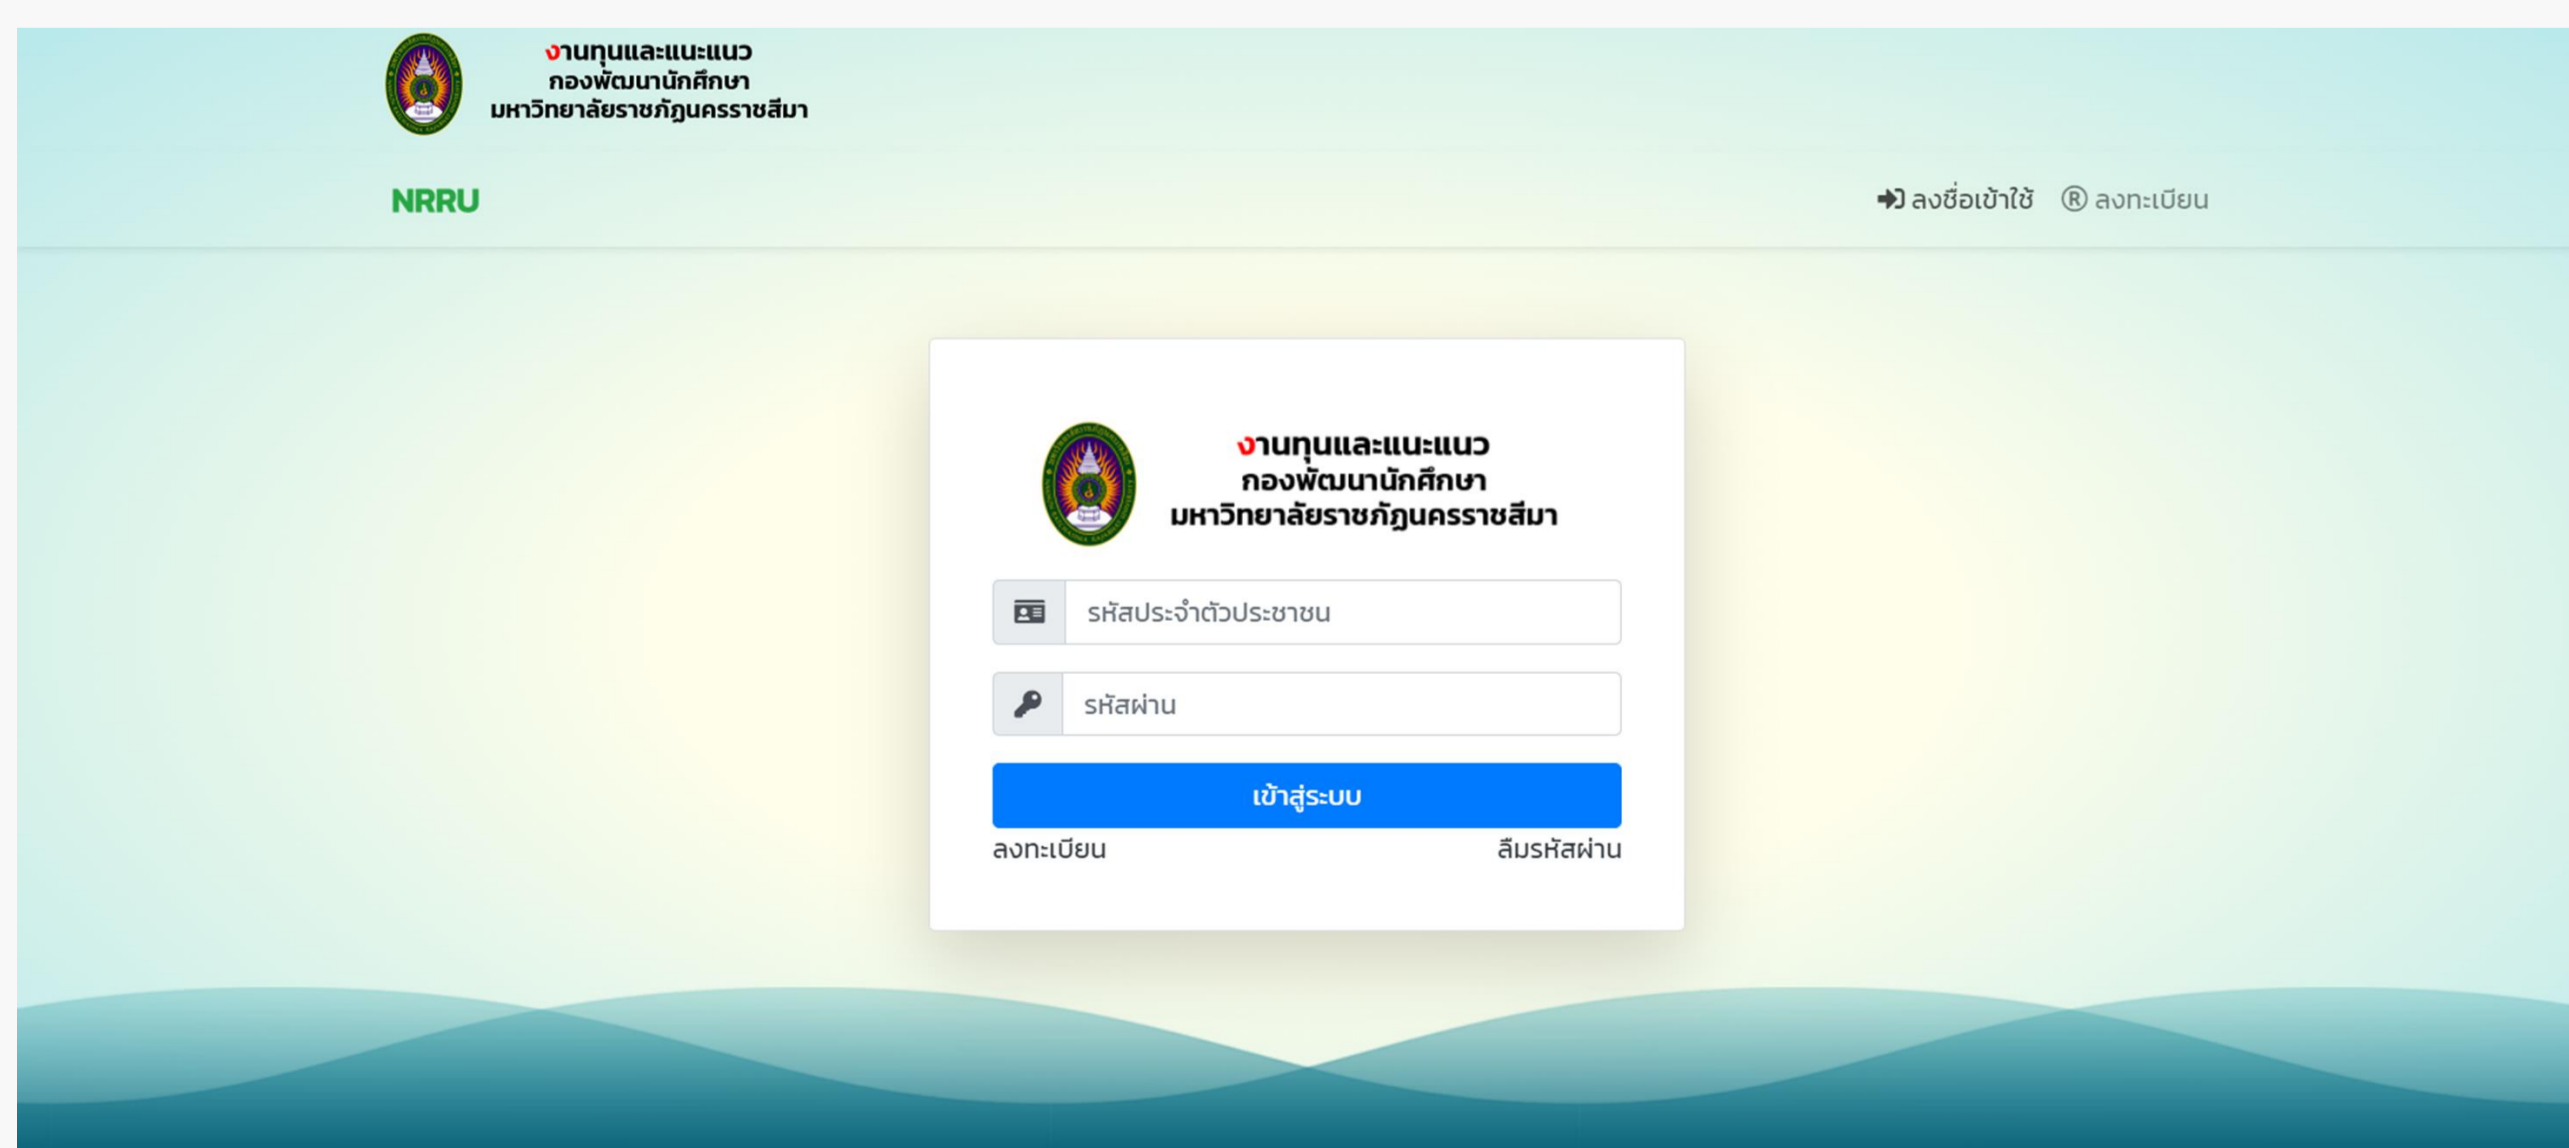 งานทุนและแนะแนว
กองพัฒนานักศึกษา
มหาวิทยาลัยราชภัฏนครราชสีมา
NRRU
ลงชื่อเข้าใช้ ® ลงทะเบียน
งานทุนและแนะแนว
กองพัฒนานักศึกษา
มหาวิทยาลัยราชภัฏนครราชสีมา
รหัสประจำตัวประชาชน
รหัสผ่าน
เข้าสู่ระบบ
ลงทะเบียน ลืมรหัสผ่าน